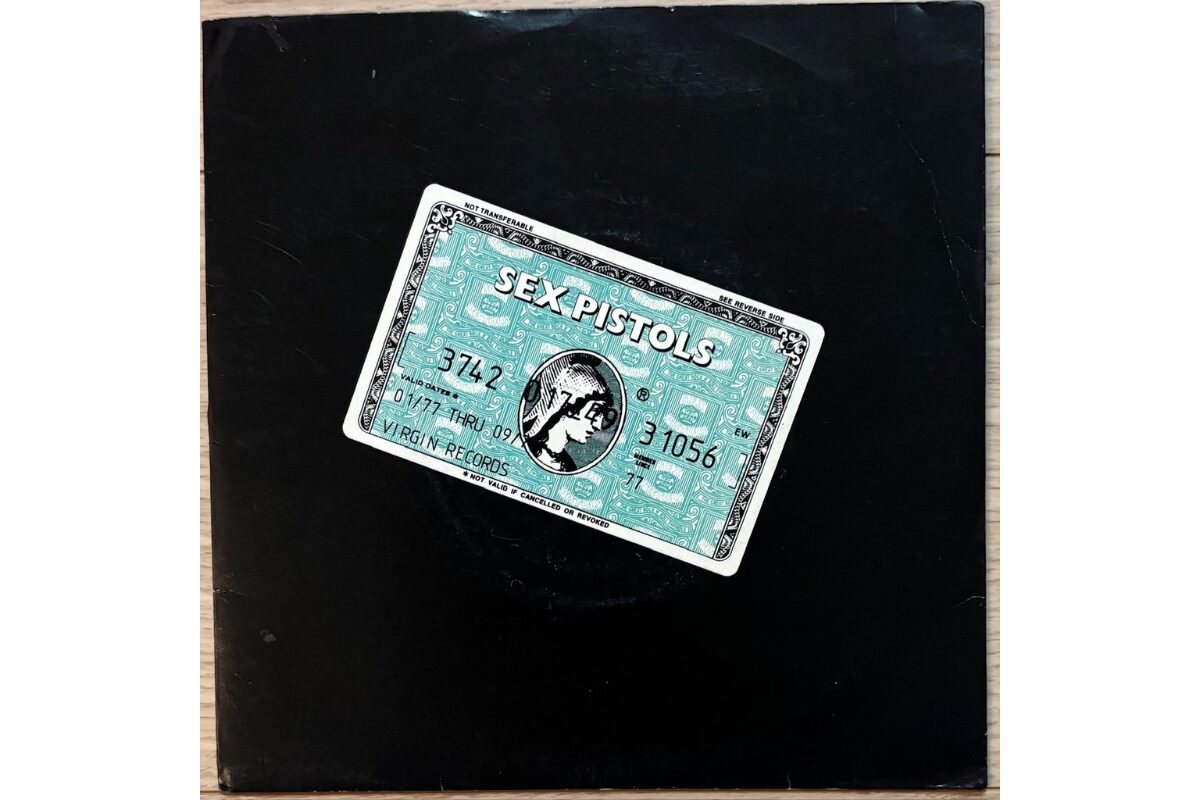 NOT TRANSFERABLE
SEE REVERSE SIDE
SEX PISTOLS
®
3742 31056
VALID DATES *
EW
01/77 THRU 09/
77
VIRGIN RECORDS
* NOT VALID IF CANCELLED OR REVOKED